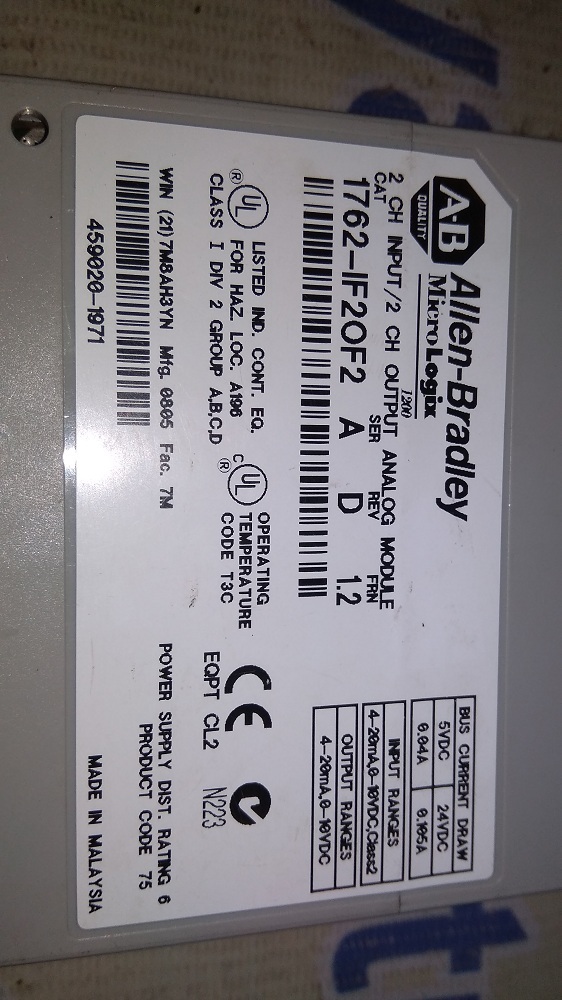 A-B
QUALITY
Allen-Bradley
MicroLogix
1200
2 CH INPUT/2 CH OUTPUT ANALOG MODULE
CAT SER REV FRN
1762-IF2OF2 A D 1.2
UL
LISTED IND. CONT. EQ.
FOR HAZ. LOC. A196
CLASS I DIV 2 GROUP A,B,C,D
C UL
OPERATING
TEMPERATURE
CODE T3C
CE
EQPT CL2
N223
WIN (21)7M8AH3YN Mfg. 0805 Fac. 7M
459020-1971
BUS CURRENT DRAW
5VDC 24VDC
0.04A 0.105A
INPUT RANGES
4-20mA,0-10VDC,Class2
OUTPUT RANGES
4-20mA,0-10VDC
POWER SUPPLY DIST. RATING 6
PRODUCT CODE 75
MADE IN MALAYSIA